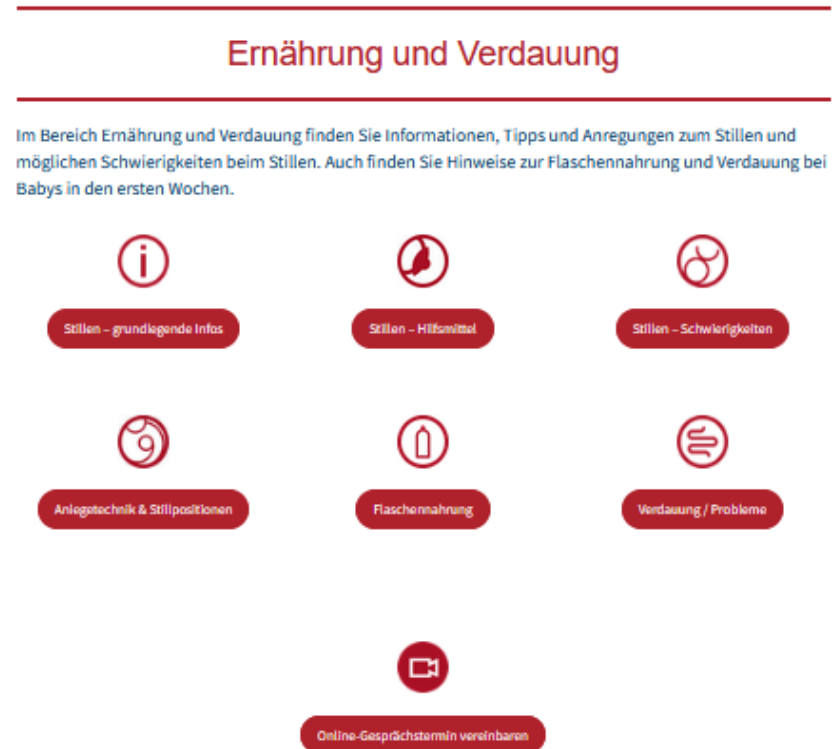 Ernährung und Verdauung
Im Bereich Ernährung und Verdauung finden Sie Informationen, Tipps und Anregungen zum Stillen und
möglichen Schwierigkeiten beim Stillen. Auch finden Sie Hinweise zur Flaschennahrung und Verdauung bei
Babys in den ersten Wochen.
Stillen – grundlegende Infos
Stillen – Hilfsmittel
Stillen – Schwierigkeiten
Anlegetechnik & Stillpositionen
Flaschennahrung
Verdauung / Probleme
Online-Gesprächstermin vereinbaren